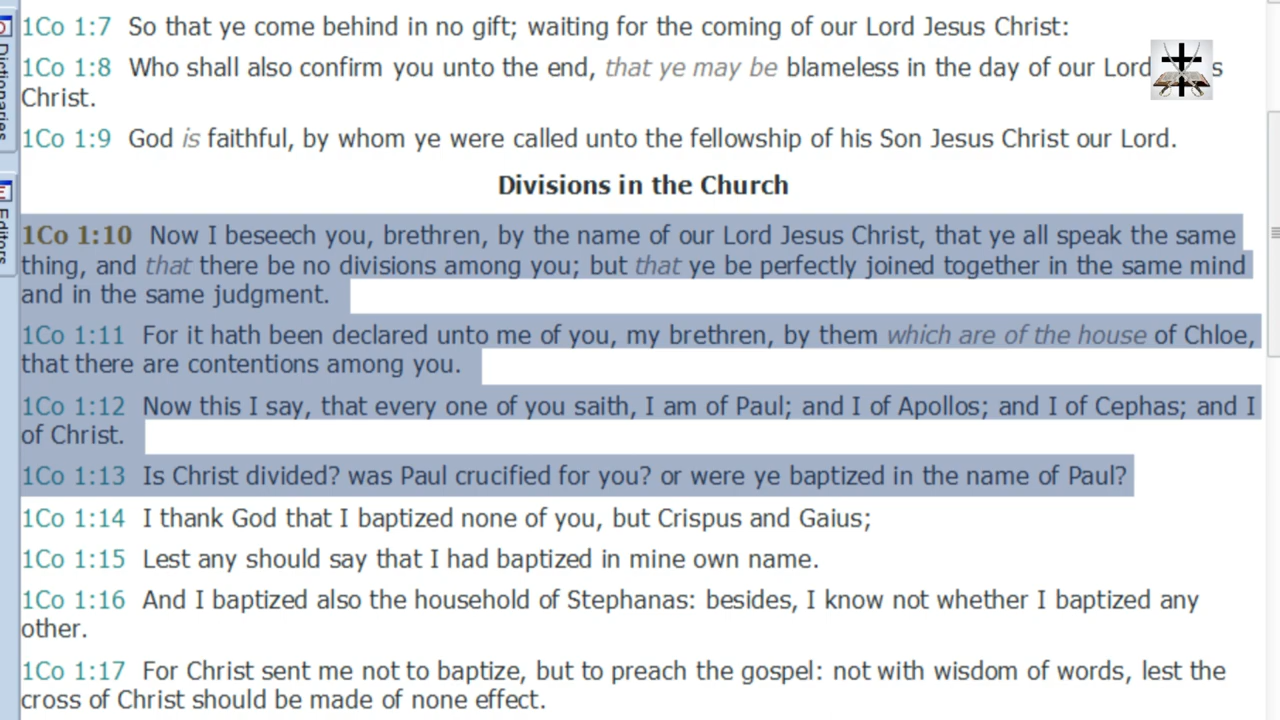 1Co 1:7 So that ye come behind in no gift; waiting for the coming of our Lord Jesus Christ:
1Co 1:8 Who shall also confirm you unto the end, that ye may be blameless in the day of our Lord s
Christ.
1Co 1:9 God is faithful, by whom ye were called unto the fellowship of his Son Jesus Christ our Lord.
Divisions in the Church
1Co 1:10 Now I beseech you, brethren, by the name of our Lord Jesus Christ, that ye all speak the same
thing, and that there be no divisions among you; but that ye be perfectly joined together in the same mind
and in the same judgment.
1Co 1:11 For it hath been declared unto me of you, my brethren, by them which are of the house of Chloe,
that there are contentions among you.
1Co 1:12 Now this I say, that every one of you saith, I am of Paul; and I of Apollos; and I of Cephas; and I
of Christ.
1Co 1:13 Is Christ divided? was Paul crucified for you? or were ye baptized in the name of Paul?
1Co 1:14 I thank God that I baptized none of you, but Crispus and Gaius;
1Co 1:15 Lest any should say that I had baptized in mine own name.
1Co 1:16 And I baptized also the household of Stephanas: besides, I know not whether I baptized any
other.
1Co 1:17 For Christ sent me not to baptize, but to preach the gospel: not with wisdom of words, lest the
cross of Christ should be made of none effect.
Dictionaries
Editors